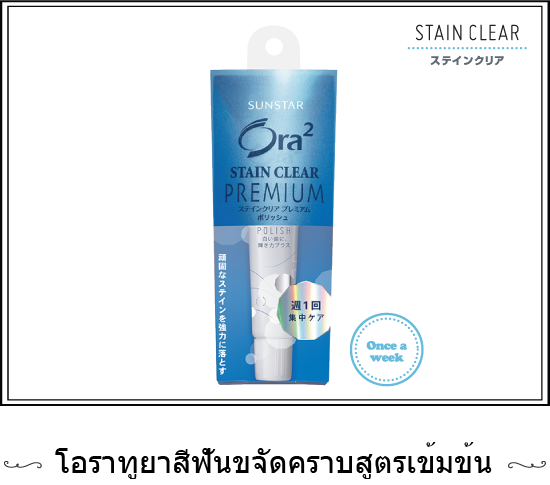 STAIN CLEAR
ステインクリア
SUNSTAR
Ora²
STAIN CLEAR
PREMIUM
ステインクリア プレミアム
ポリッシュ
POLISH
白い歯に、
輝き力プラス
頑固なステインを強力に落とす
週1回
集中ケア
Once a
week
โอราทูยาสีฟันขจัดคราบสูตรเข้มข้น